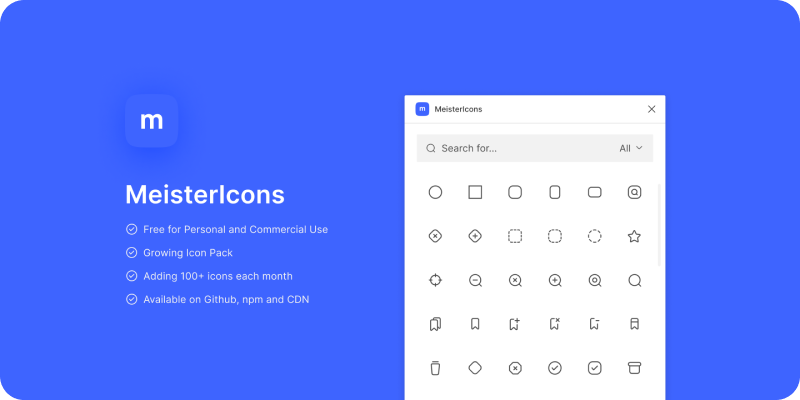 m
MeisterIcons
Free for Personal and Commercial Use
Growing Icon Pack
Adding 100+ icons each month
Available on Github, npm and CDN
m MeisterIcons
Search for... All